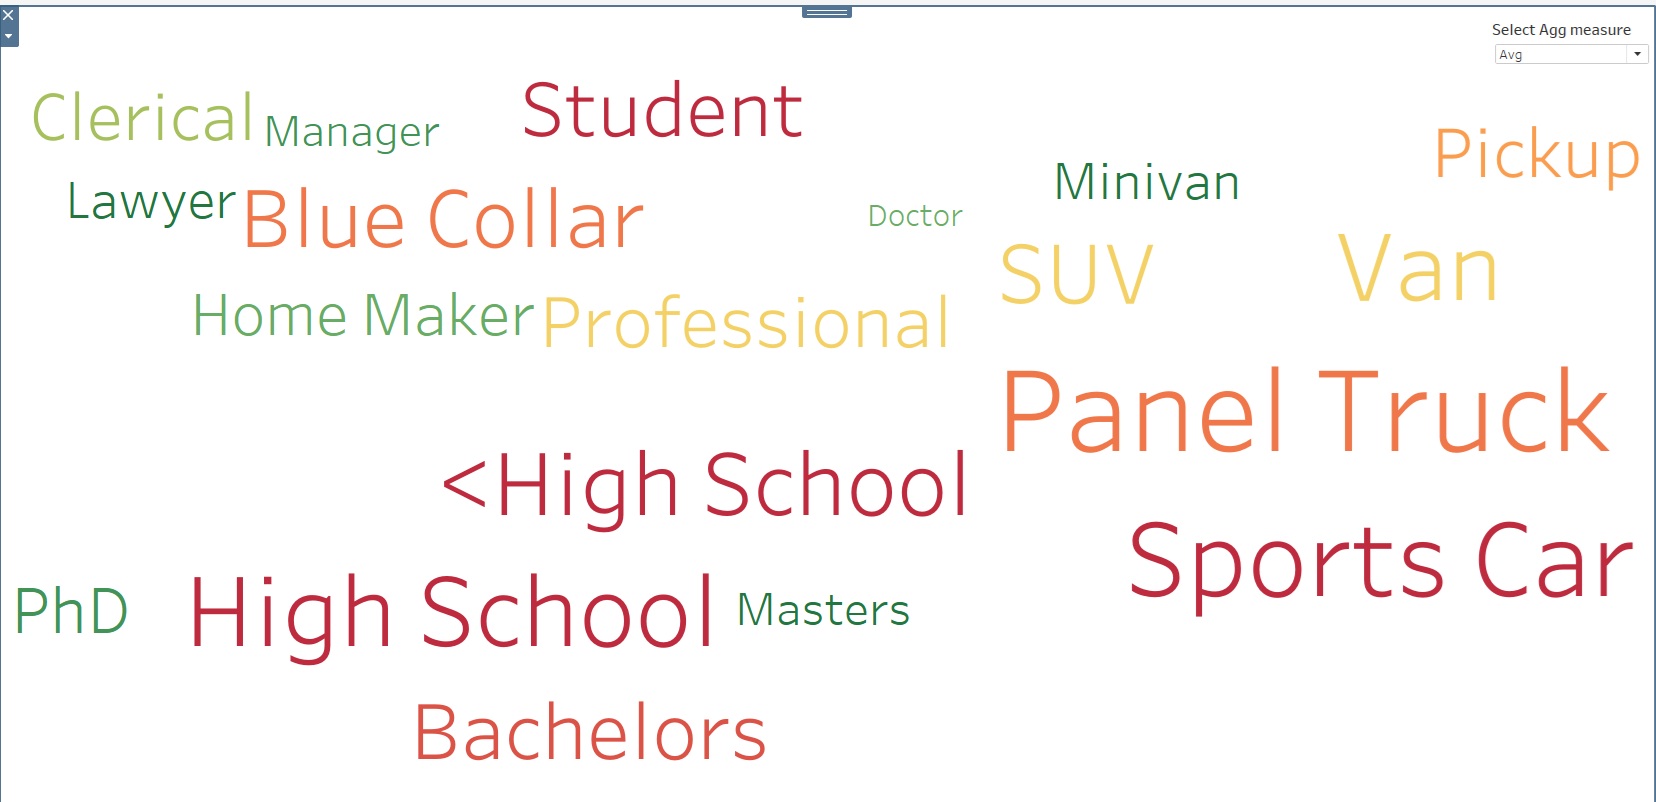 Select Agg measure
Avg
Clerical Manager Student
Lawyer Blue Collar Doctor
Home Maker Professional
Minivan Pickup
SUV Van
Panel Truck
Sports Car
<High School
PhD High School Masters
Bachelors